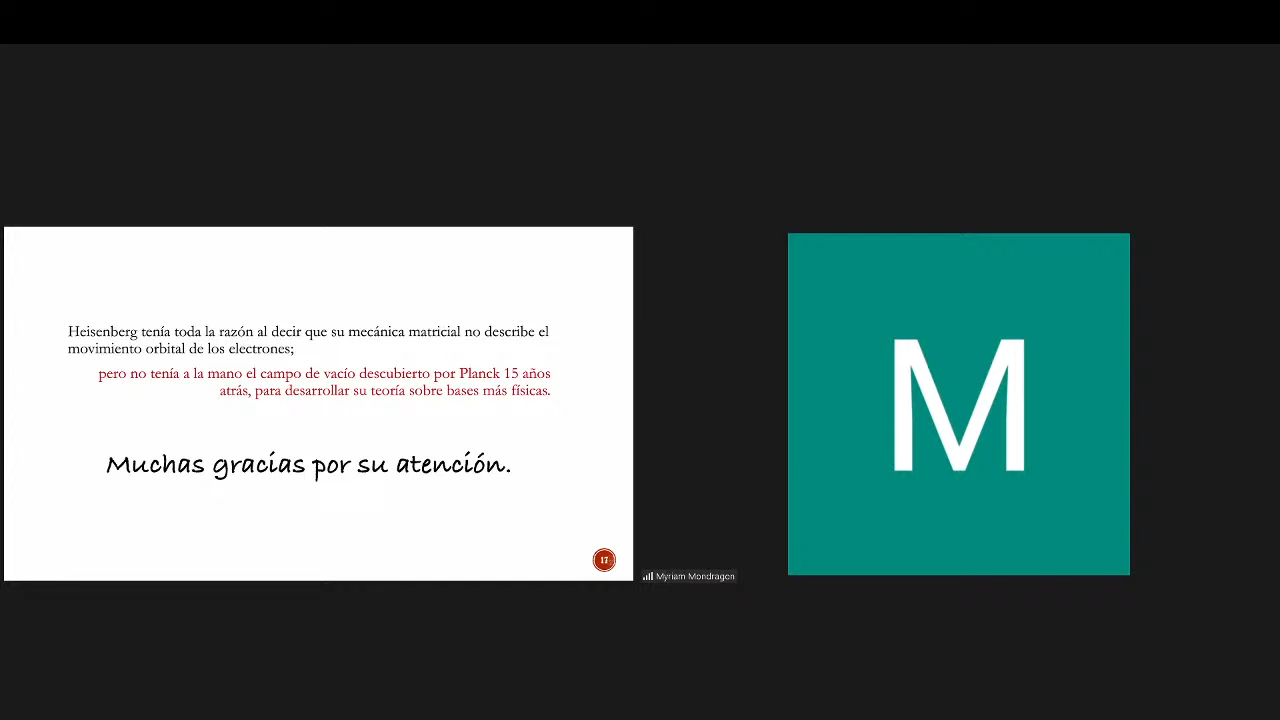 Heisenberg tenía toda la razón al decir que su mecánica matricial no describe el
movimiento orbital de los electrones;
pero no tenía a la mano el campo de vacío descubierto por Planck 15 años
atrás, para desarrollar su teoría sobre bases más físicas.
Muchas gracias por su atención.
17
Myriam Mondragon
M